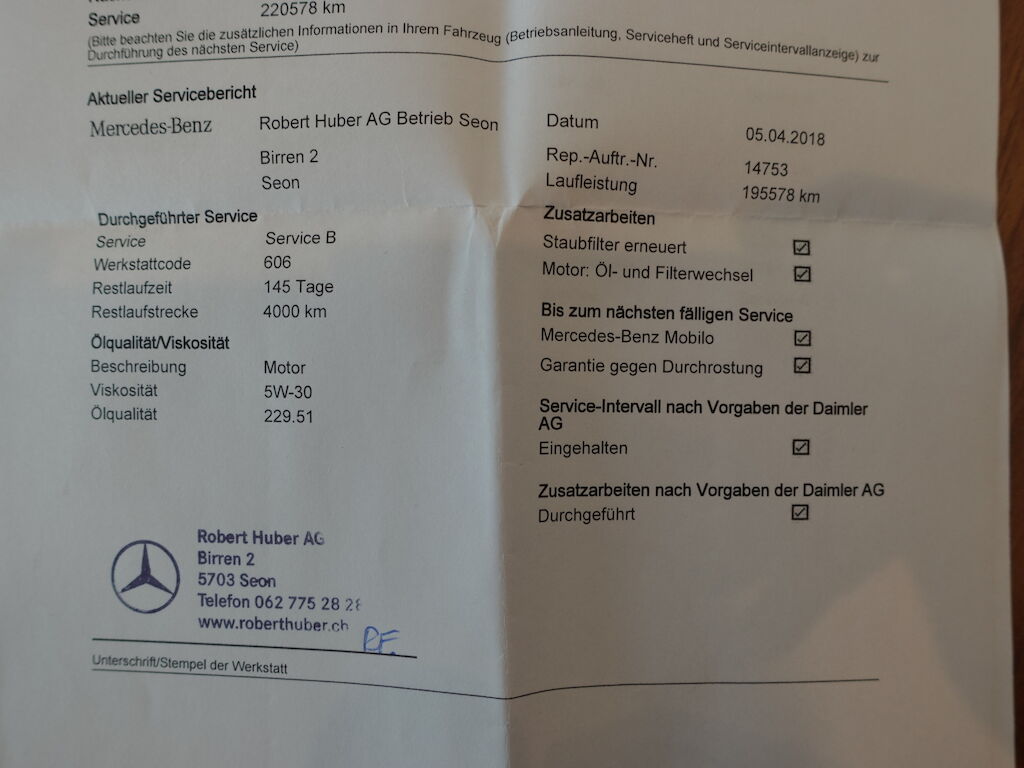 Service 220578 km
(Bitte beachten Sie die zusätzlichen Informationen in Ihrem Fahrzeug (Betriebsanleitung, Serviceheft und Serviceintervallanzeige) zur
Durchführung des nächsten Service)
Aktueller Servicebericht
Mercedes-Benz Robert Huber AG Betrieb Seon
Birren 2
Seon
Datum 05.04.2018
Rep.-Auftr.-Nr. 14753
Laufleistung 195578 km
Durchgeführter Service
Service Service B
Werkstattcode 606
Restlaufzeit 145 Tage
Restlaufstrecke 4000 km
Ölqualität/Viskosität
Beschreibung Motor
Viskosität 5W-30
Ölqualität 229.51
Zusatzarbeiten
Staubfilter erneuert
Motor: Öl- und Filterwechsel
Bis zum nächsten fälligen Service
Mercedes-Benz Mobilo
Garantie gegen Durchrostung
Service-Intervall nach Vorgaben der Daimler
AG
Eingehalten
Zusatzarbeiten nach Vorgaben der Daimler AG
Durchgeführt
Robert Huber AG
Birren 2
5703 Seon
Telefon 062 775 28 28
www.roberthuber.ch
Unterschrift/Stempel der Werkstatt